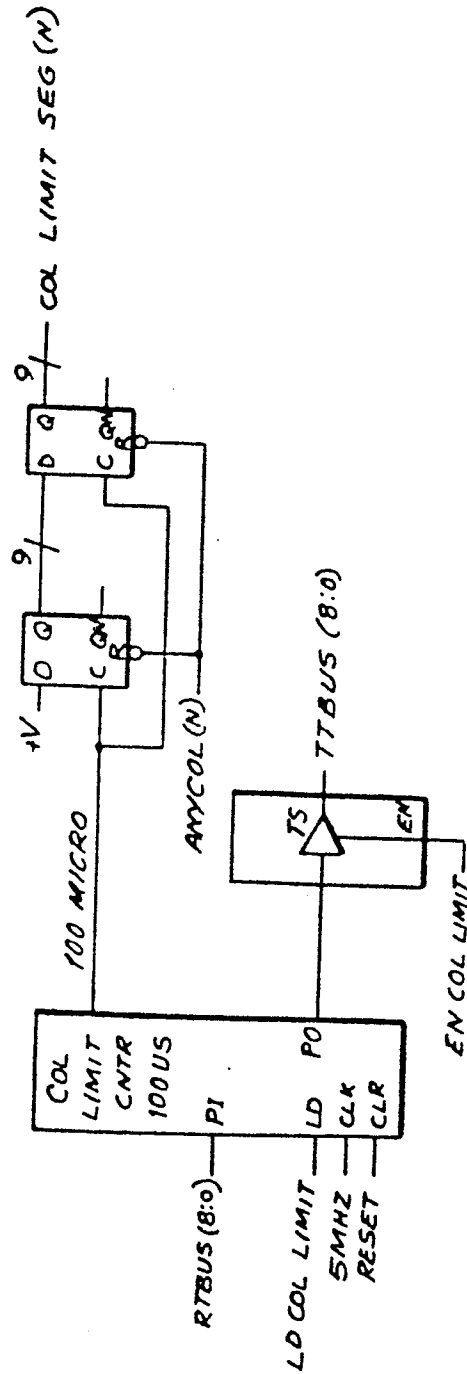 COL LIMIT SEG (N)
9
9
D Q
C
QN
R
+V
D Q
C
QN
R
100 MICRO
ANYCOL (N)
COL
LIMIT
CNTR
100US
PI
PO
LD
CLK
CLR
RTBUS (8:0)
LD COL LIMIT
5MHZ
RESET
TS
EN
TTBUS (8:0)
EN COL LIMIT